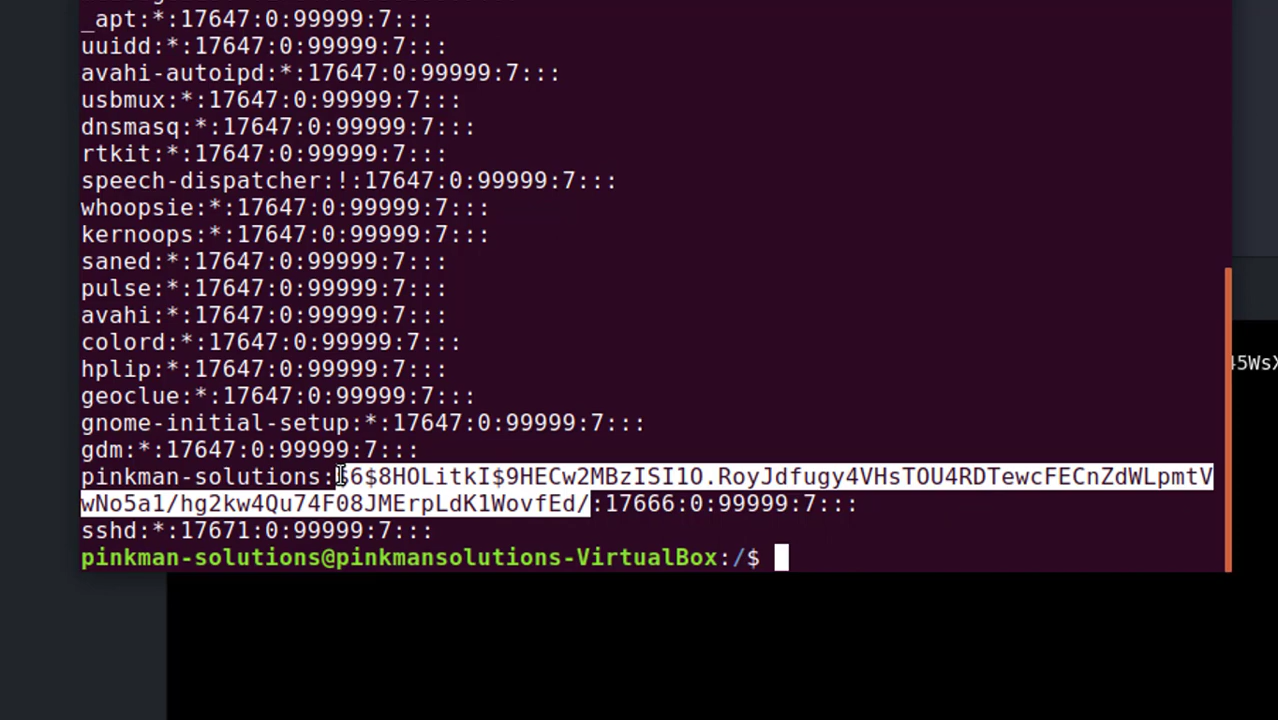 _apt:*:17647:0:99999:7:::
uuidd:*:17647:0:99999:7:::
avahi-autoipd:*:17647:0:99999:7:::
usbmux:*:17647:0:99999:7:::
dnsmasq:*:17647:0:99999:7:::
rtkit:*:17647:0:99999:7:::
speech-dispatcher:!:17647:0:99999:7:::
whoopsie:*:17647:0:99999:7:::
kernoops:*:17647:0:99999:7:::
saned:*:17647:0:99999:7:::
pulse:*:17647:0:99999:7:::
avahi:*:17647:0:99999:7:::
colord:*:17647:0:99999:7:::
hplip:*:17647:0:99999:7:::
geoclue:*:17647:0:99999:7:::
gnome-initial-setup:*:17647:0:99999:7:::
gdm:*:17647:0:99999:7:::
pinkman-solutions:$6$8HOLitkI$9HECw2MBzISI1O.RoyJdfugy4VHsTOU4RDTewcFECnZdWLpmtV
wNo5a1/hg2kw4Qu74F08JMErpLdK1WovfEd/:17666:0:99999:7:::
sshd:*:17671:0:99999:7:::
pinkman-solutions@pinkmansolutions-VirtualBox:/$